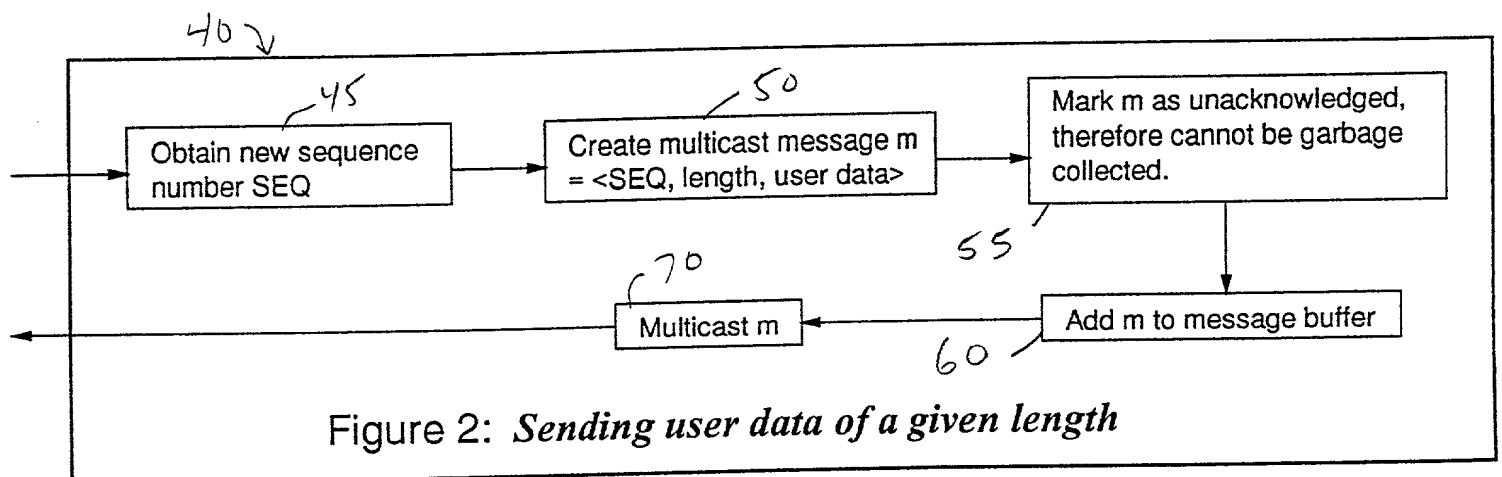 40
45
Obtain new sequence
number SEQ
50
Create multicast message m
= <SEQ, length, user data>
Mark m as unacknowledged,
therefore cannot be garbage
collected.
55
70
Multicast m
Add m to message buffer
60
Figure 2: Sending user data of a given length